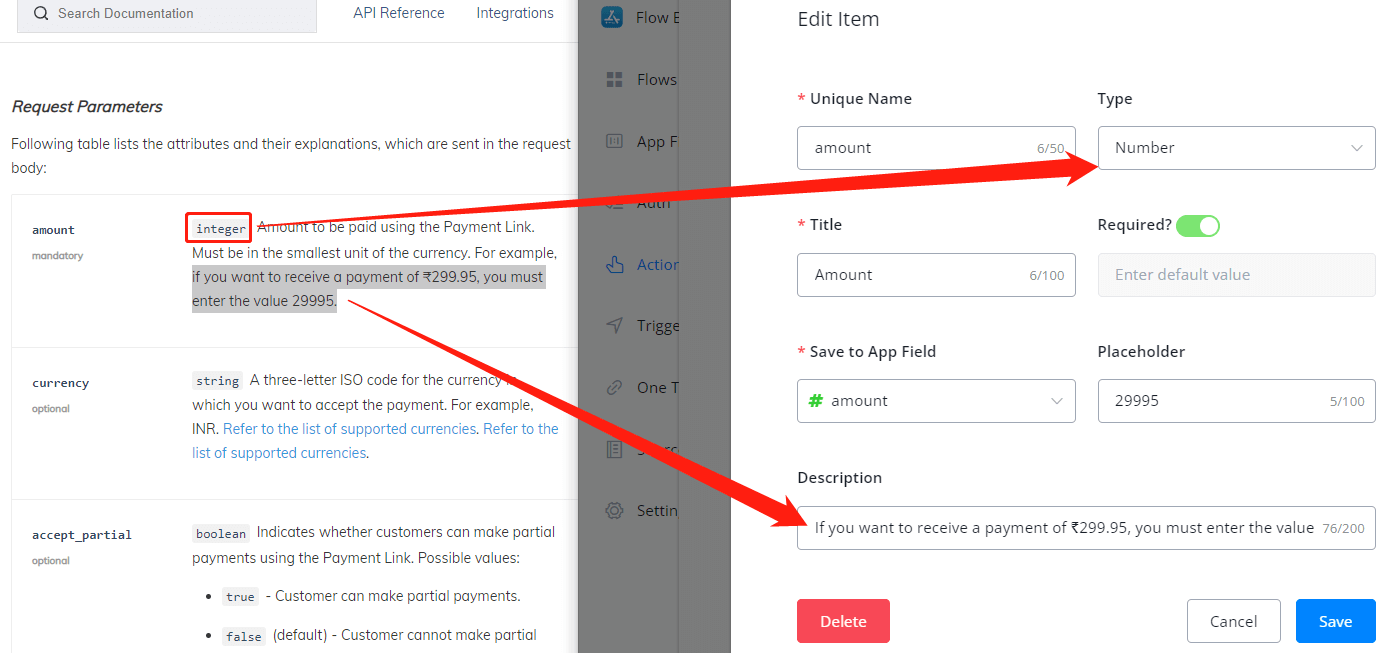 Search Documentation
API Reference
Integrations
Request Parameters
Following table lists the attributes and their explanations, which are sent in the request
body:
amount
mandatory
integer Amount to be paid using the Payment Link.
Must be in the smallest unit of the currency. For example,
if you want to receive a payment of ₹299.95, you must
enter the value 29995.
currency
optional
string A three-letter ISO code for the currency in
which you want to accept the payment. For example,
INR. Refer to the list of supported currencies. Refer to the
list of supported currencies.
accept_partial
optional
boolean Indicates whether customers can make partial
payments using the Payment Link. Possible values:
• true - Customer can make partial payments.
• false (default) - Customer cannot make partial
Flow
Flows
App F
Auth
Action
Trigge
One T
Settin
Edit Item
* Unique Name
amount 6/50
Type
Number
* Title
Amount 6/100
Required?
Enter default value
* Save to App Field
# amount
Placeholder
29995 5/100
Description
If you want to receive a payment of ₹299.95, you must enter the value 76/200
Delete
Cancel
Save